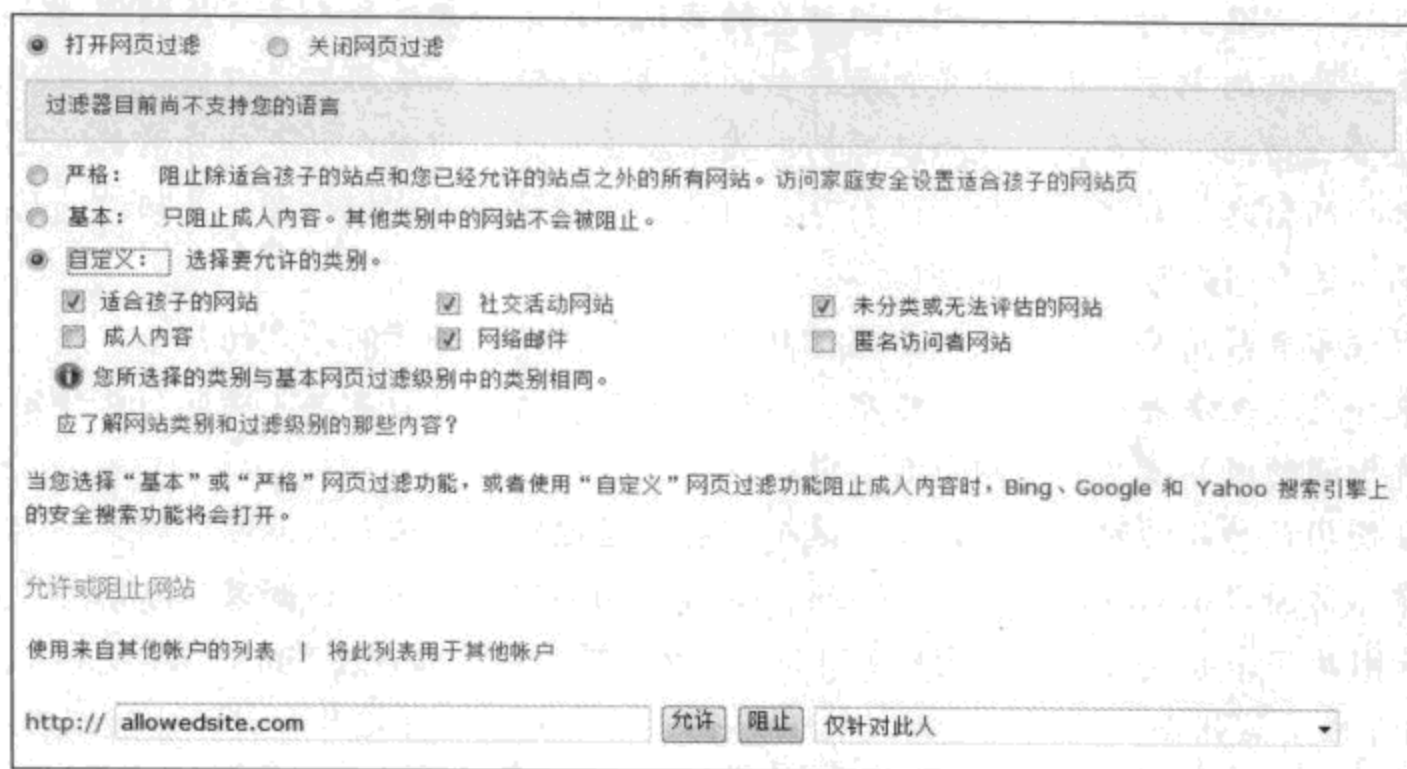 打开网页过滤 关闭网页过滤
过滤器目前尚不支持您的语言
严格： 阻止除适合孩子的站点和您已经允许的站点之外的所有网站。访问家庭安全设置适合孩子的网站页
基本： 只阻止成人内容。其他类别中的网站不会被阻止。
自定义： 选择要允许的类别。
适合孩子的网站 社交活动网站 未分类或无法评估的网站
成人内容 网络邮件 匿名访问者网站
您所选择的类别与基本网页过滤级别中的类别相同。
应了解网站类别和过滤级别的那些内容？
当您选择“基本”或“严格”网页过滤功能，或者使用“自定义”网页过滤功能阻止成人内容时，Bing、Google 和 Yahoo 搜索引擎上
的安全搜索功能将会打开。
允许或阻止网站
使用来自其他帐户的列表 | 将此列表用于其他帐户
http:// allowedsite.com 允许 阻止 仅针对此人